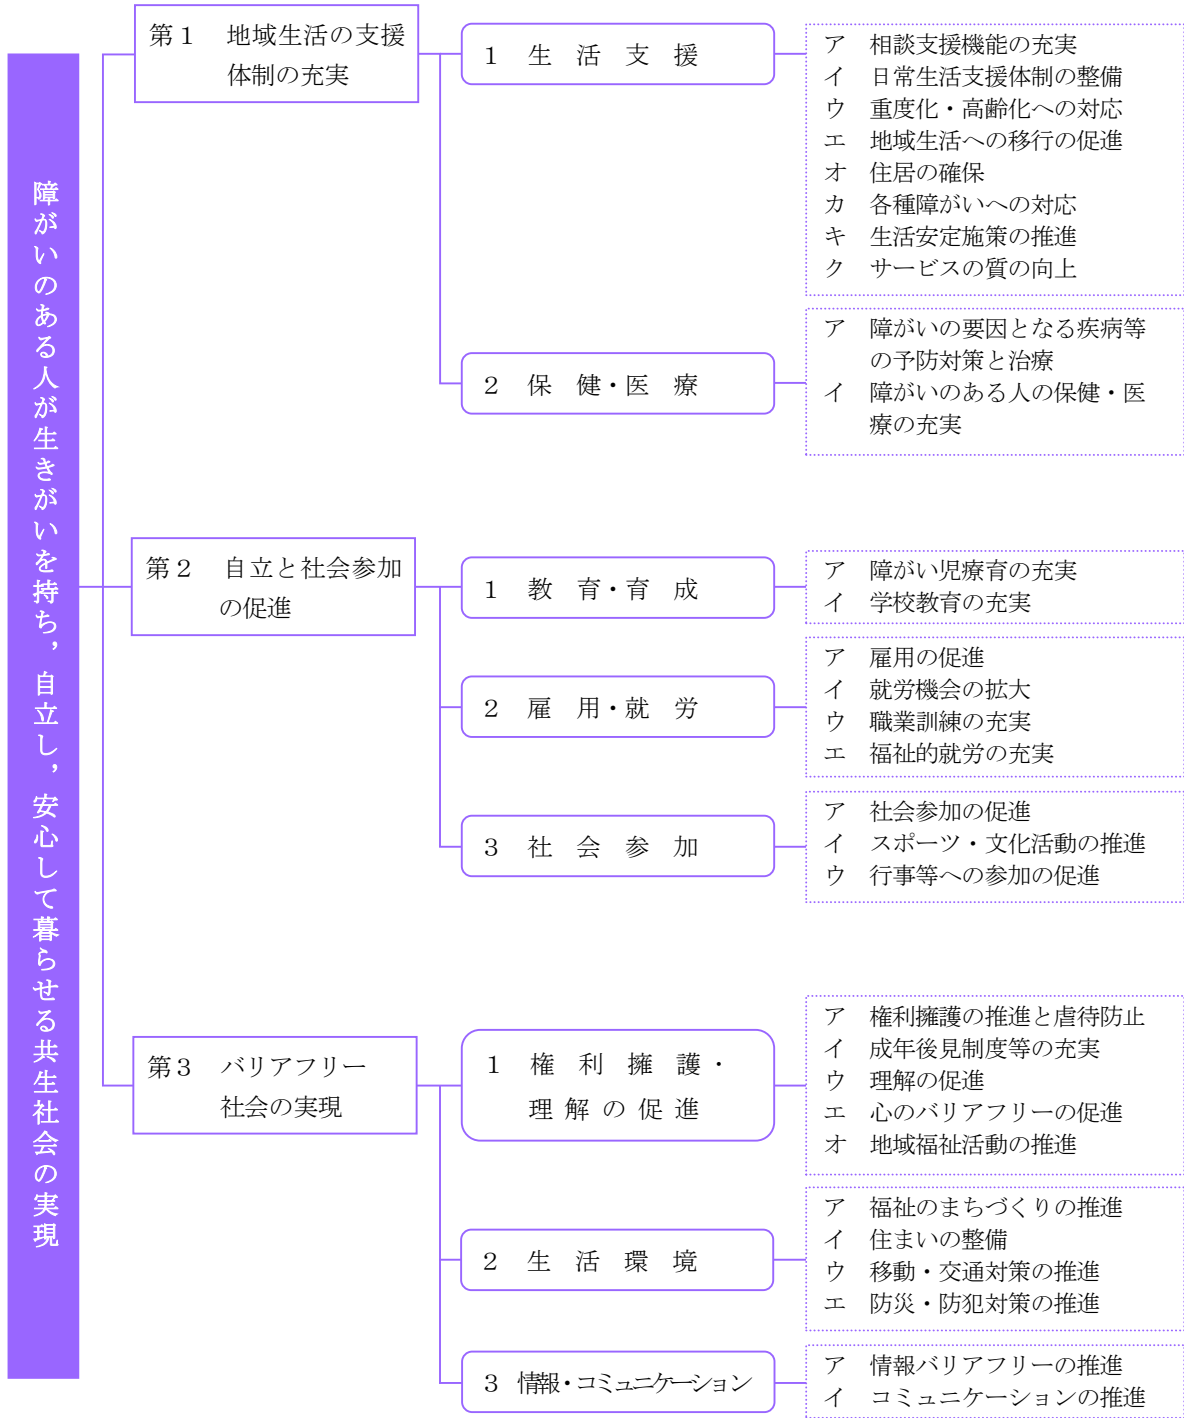 障がいのある人が生きがいを持ち，自立し，安心して暮らせる共生社会の実現
第１　地域生活の支援
体制の充実
１　生　活　支　援
ア　相談支援機能の充実
イ　日常生活支援体制の整備
ウ　重度化・高齢化への対応
エ　地域生活への移行の促進
オ　住居の確保
カ　各種障がいへの対応
キ　生活安定施策の推進
ク　サービスの質の向上
２　保　健・医　療
ア　障がいの要因となる疾病等
の予防対策と治療
イ　障がいのある人の保健・医
療の充実
第２　自立と社会参加
の促進
１　教　育・育　成
ア　障がい児療育の充実
イ　学校教育の充実
２　雇　用・就　労
ア　雇用の促進
イ　就労機会の拡大
ウ　職業訓練の充実
エ　福祉的就労の充実
３　社　会　参　加
ア　社会参加の促進
イ　スポーツ・文化活動の推進
ウ　行事等への参加の促進
第３　バリアフリー
社会の実現
１　権　利　擁　護・
理 解 の 促 進
ア　権利擁護の推進と虐待防止
イ　成年後見制度等の充実
ウ　理解の促進
エ　心のバリアフリーの促進
オ　地域福祉活動の推進
２　生　活　環　境
ア　福祉のまちづくりの推進
イ　住まいの整備
ウ　移動・交通対策の推進
エ　防災・防犯対策の推進
３　情報・コミュニケーション
ア　情報バリアフリーの推進
イ　コミュニケーションの推進